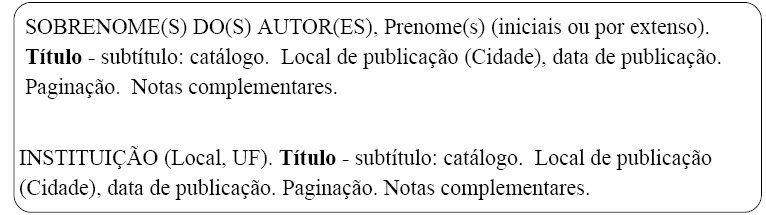 SOBRENOME(S) DO(S) AUTOR(ES), Prenome(s) (iniciais ou por extenso).
Título - subtítulo: catálogo. Local de publicação (Cidade), data de publicação.
Paginação. Notas complementares.
INSTITUIÇÃO (Local, UF). Título - subtítulo: catálogo. Local de publicação
(Cidade), data de publicação. Paginação. Notas complementares.